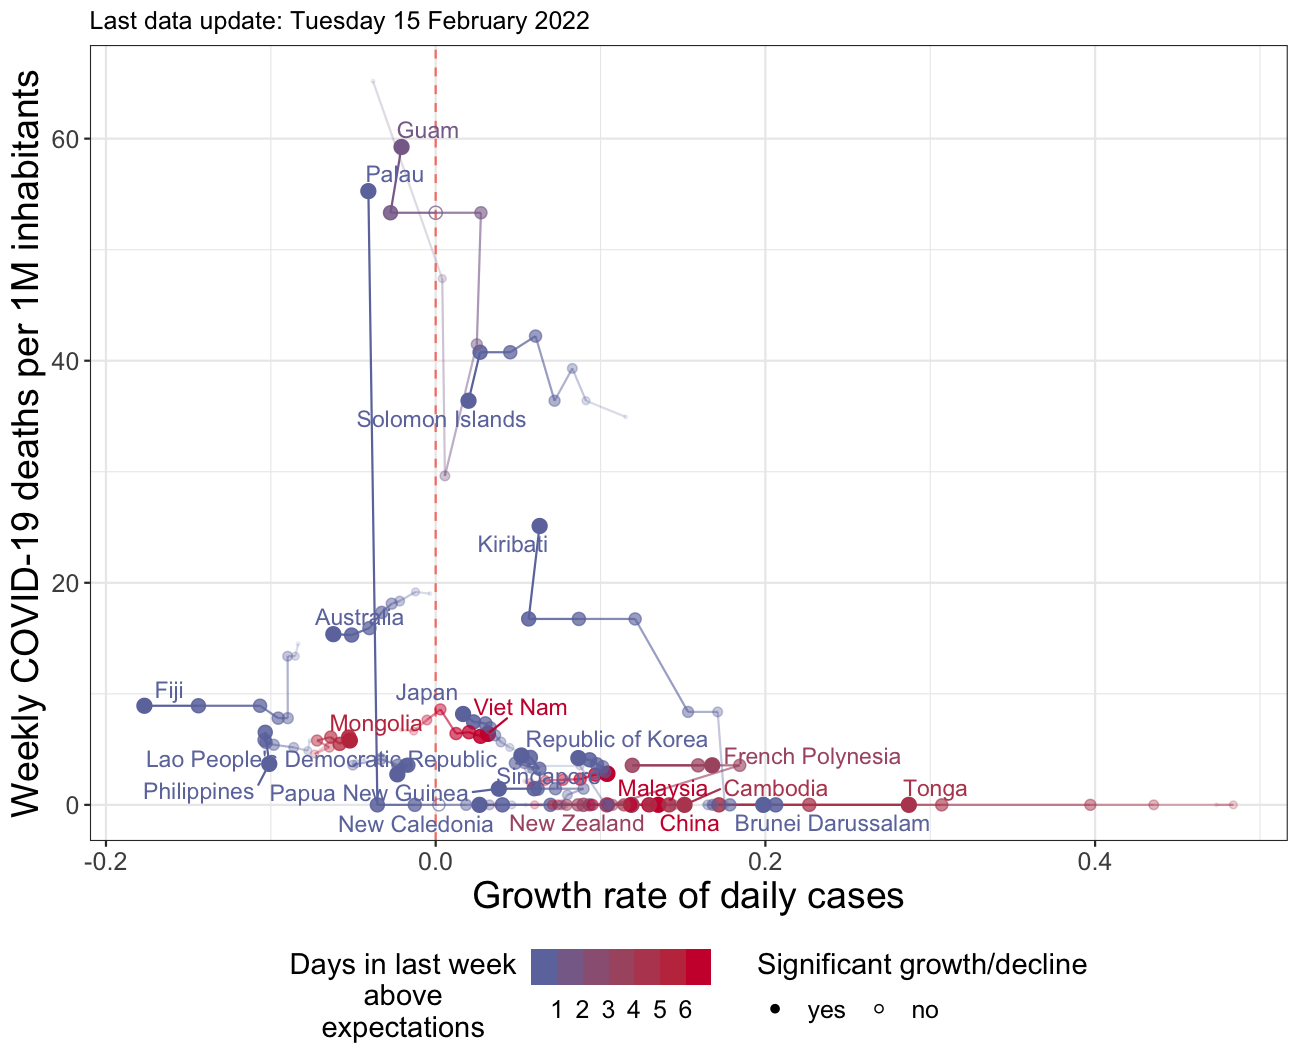 Last data update: Tuesday 15 February 2022
Weekly COVID-19 deaths per 1M inhabitants
60
40
20
0
Guam
Palau
Solomon Islands
Kiribati
Australia
Fiji
Japan
Mongolia
Viet Nam
Republic of Korea
Lao People's Democratic Republic
French Polynesia
Singapore
Philippines
Papua New Guinea
Malaysia
Cambodia
Tonga
New Caledonia
New Zealand
China
Brunei Darussalam
-0.2
0.0
0.2
0.4
Growth rate of daily cases
Days in last week
above
expectations
1 2 3 4 5 6
Significant growth/decline
yes
no